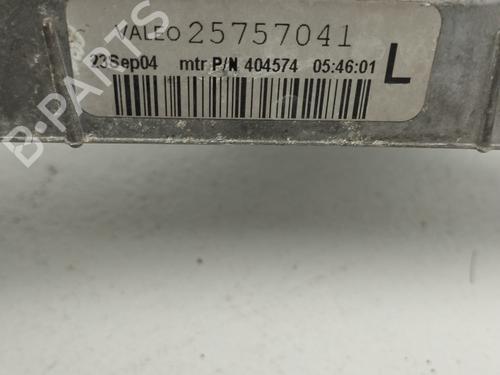 VALEO 25757041
23Sep04 mtr P/N 404574 05:46:01 L
B-PARTS